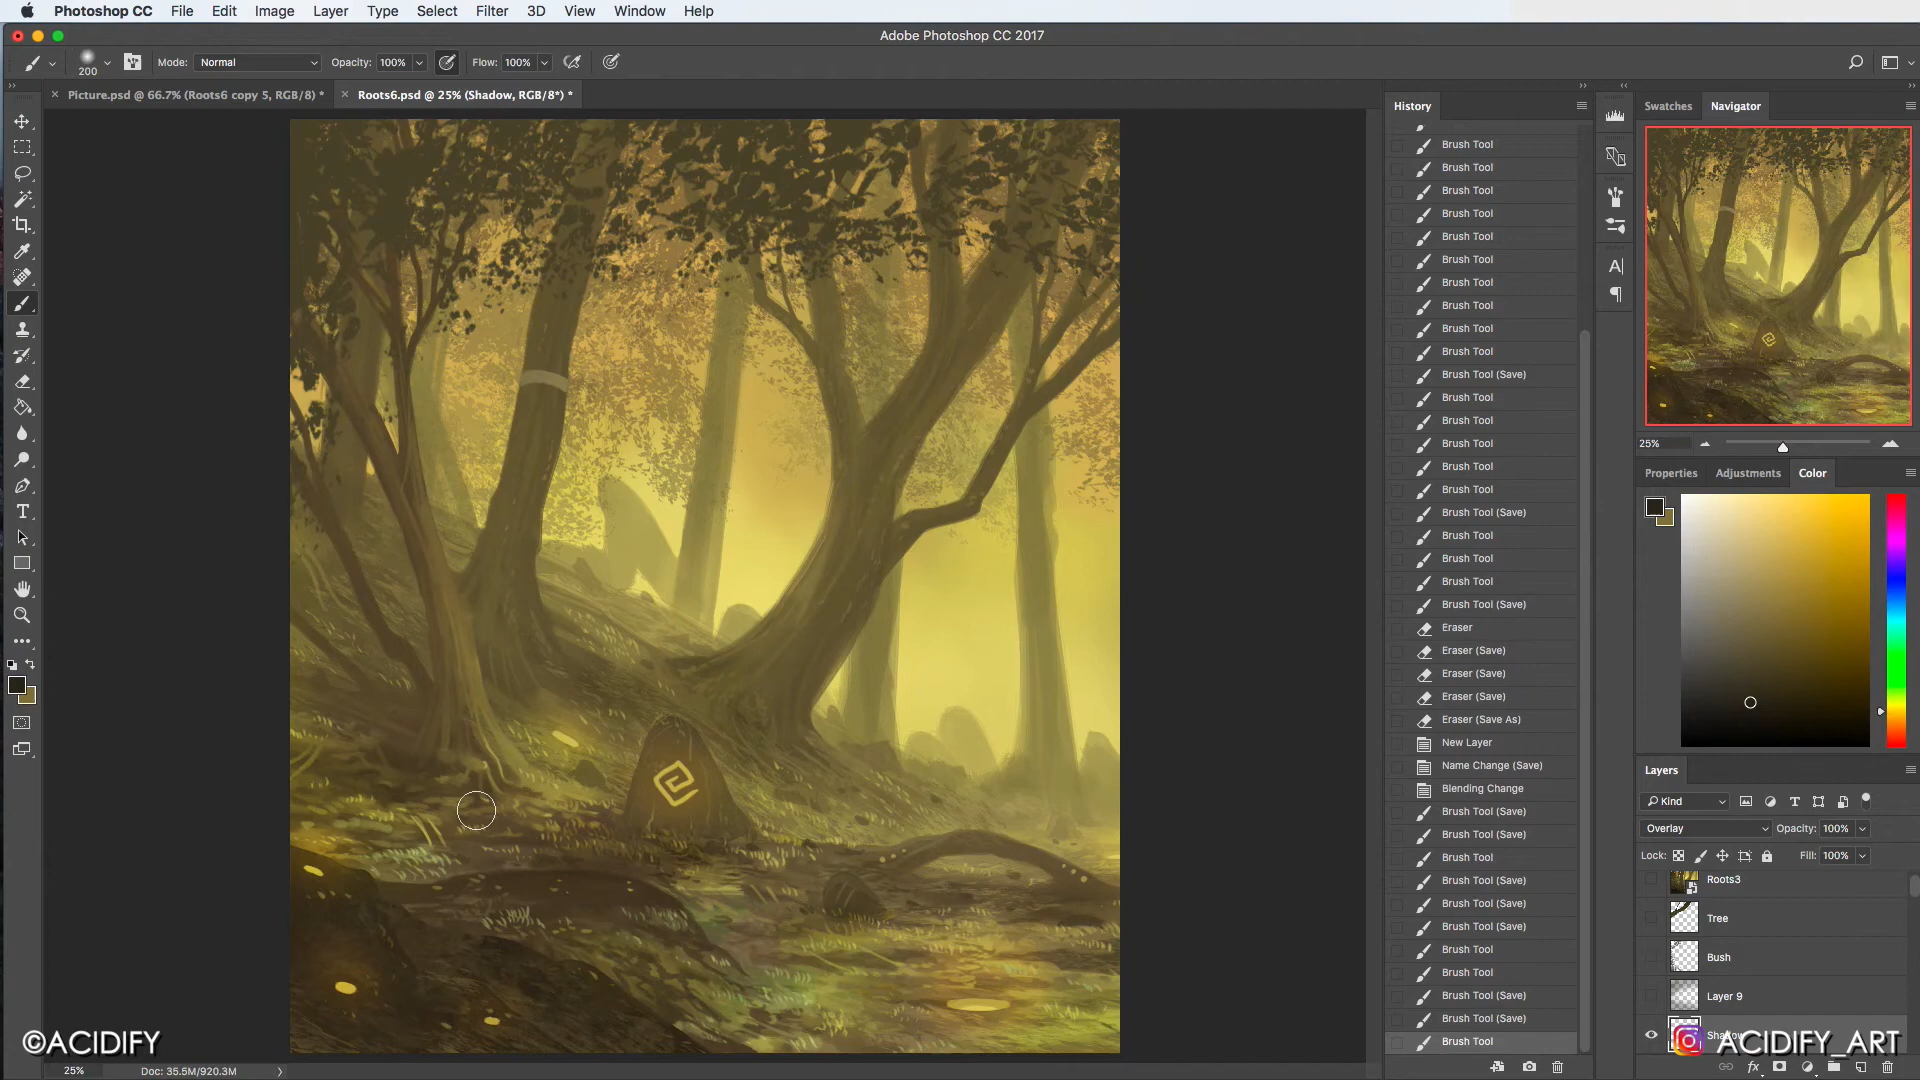 Photoshop CC File Edit Image Layer Type Select Filter 3D View Window Help
Adobe Photoshop CC 2017
200 Mode: Normal Opacity: 100% Flow: 100%
Picture.psd @ 66.7% (Roots6 copy 5, RGB/8) * Roots6.psd @ 25% (Shadow, RGB/8*) *
History
Brush Tool
Brush Tool
Brush Tool
Brush Tool
Brush Tool
Brush Tool
Brush Tool
Brush Tool
Brush Tool
Brush Tool
Brush Tool (Save)
Brush Tool
Brush Tool
Brush Tool
Brush Tool
Brush Tool
Brush Tool (Save)
Brush Tool
Brush Tool
Brush Tool
Brush Tool (Save)
Eraser
Eraser (Save)
Eraser (Save)
Eraser (Save)
Eraser (Save As)
New Layer
Name Change (Save)
Blending Change
Brush Tool (Save)
Brush Tool (Save)
Brush Tool
Brush Tool (Save)
Brush Tool (Save)
Brush Tool (Save)
Brush Tool
Brush Tool
Brush Tool (Save)
Brush Tool (Save)
Brush Tool
Swatches Navigator
25%
Properties Adjustments Color
Layers
Kind
Overlay Opacity: 100%
Lock: Fill: 100%
Roots3
Tree
Bush
Layer 9
©ACIDIFY
ACIDIFY_ART
25% Doc: 35.5M/920.3M